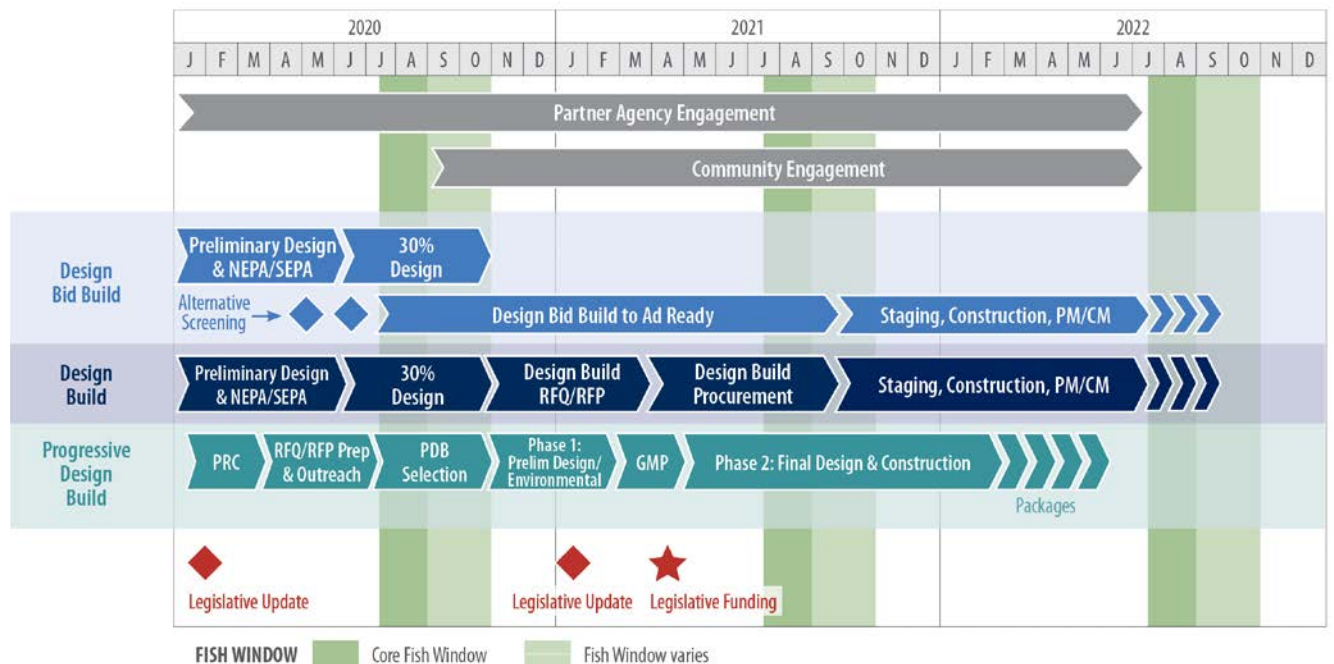 2020 2021 2022
J F M A M J J A S O N D J F M A M J J A S O N D J F M A M J J A S O N D
Partner Agency Engagement
Community Engagement
Design
Bid Build
Preliminary Design
& NEPA/SEPA
30%
Design
Alternative
Screening
Design Bid Build to Ad Ready
Staging, Construction, PM/CM
Design
Build
Preliminary Design
& NEPA/SEPA
30%
Design
Design Build
RFQ/RFP
Design Build
Procurement
Staging, Construction, PM/CM
Progressive
Design
Build
PRC
RFQ/RFP Prep
& Outreach
PDB
Selection
Phase 1:
Prelim Design/
Environmental
GMP
Phase 2: Final Design & Construction
Packages
Legislative Update
Legislative Update
Legislative Funding
FISH WINDOW Core Fish Window Fish Window varies